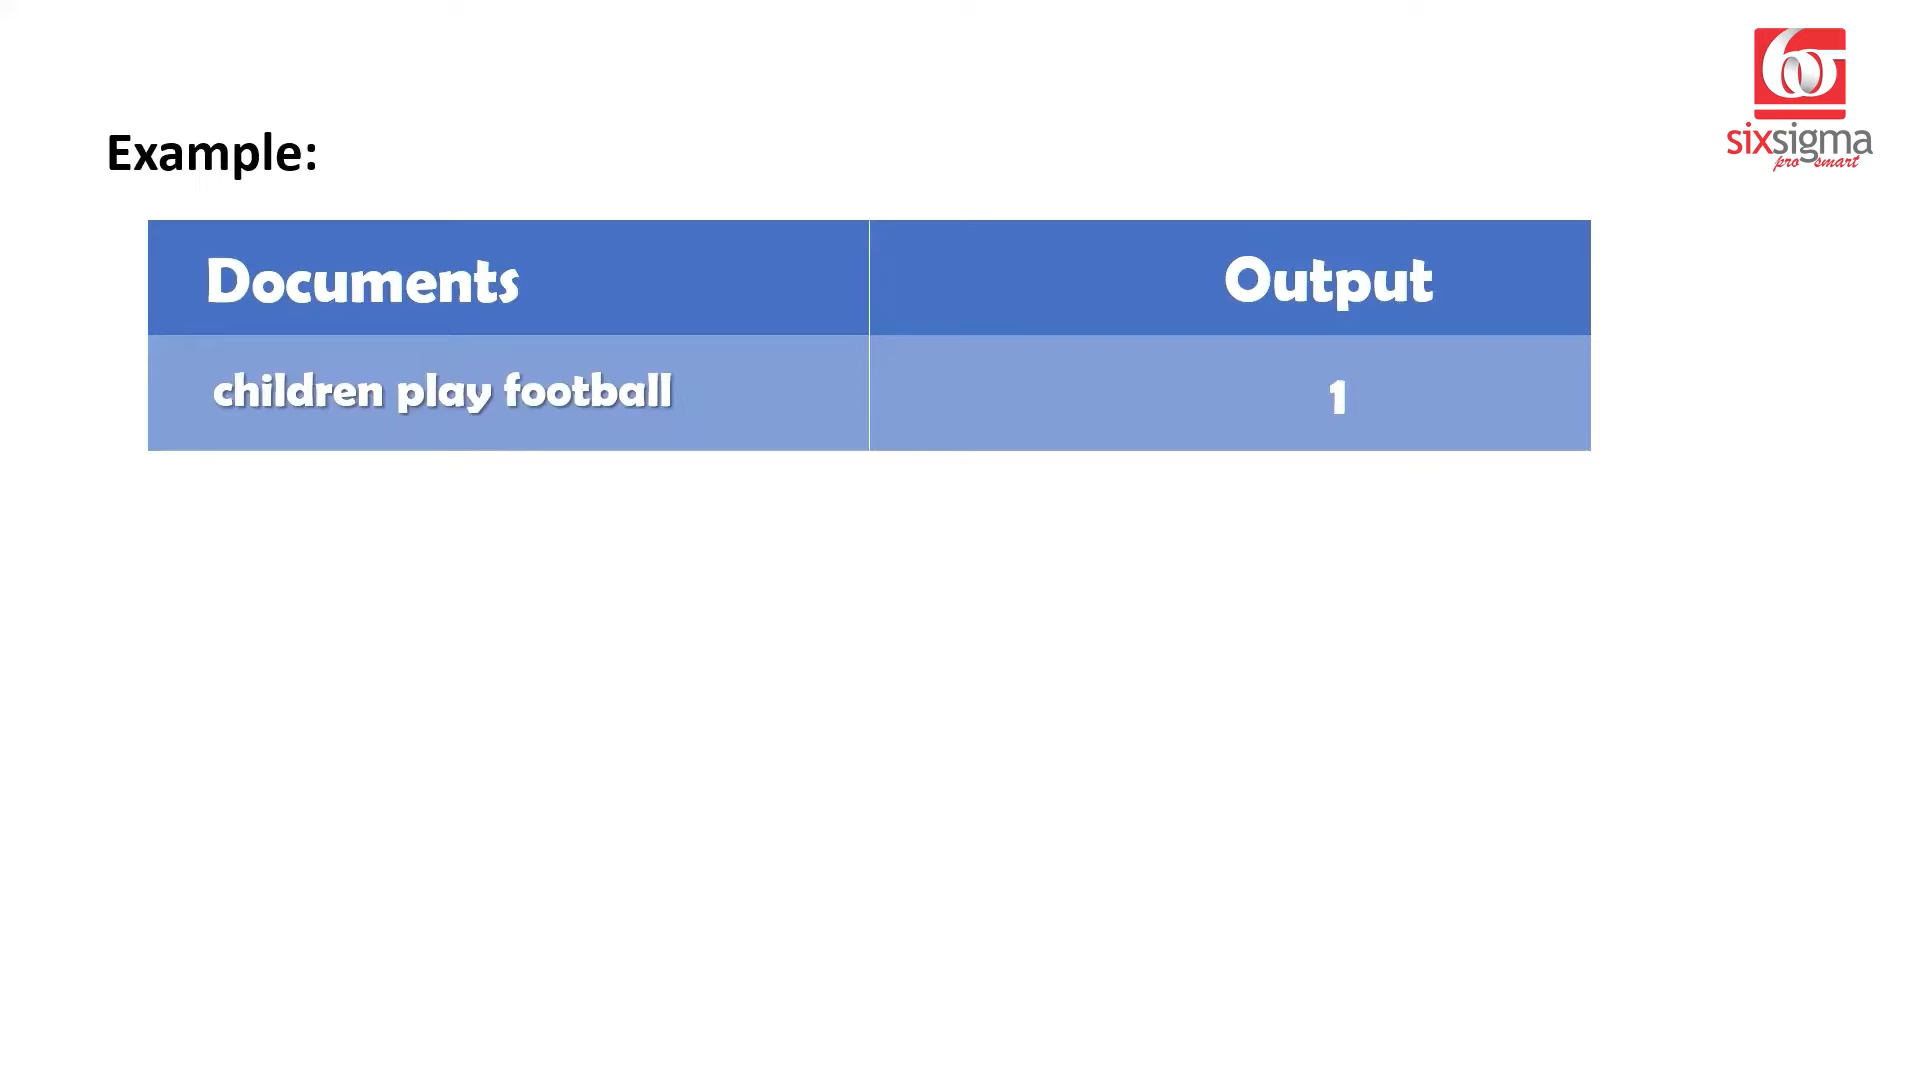 sixsigma
pro smart
Example:
Documents Output
children play football 1